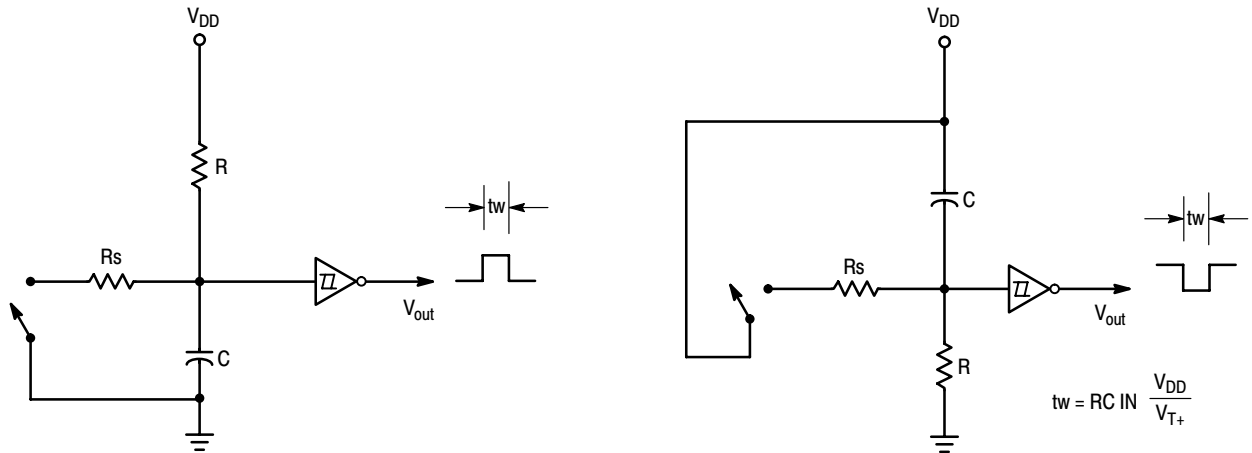 VDD
R
tw
Rs
Vout
C
VDD
C
tw
Rs
Vout
R
tw = RC IN VDD
VT+